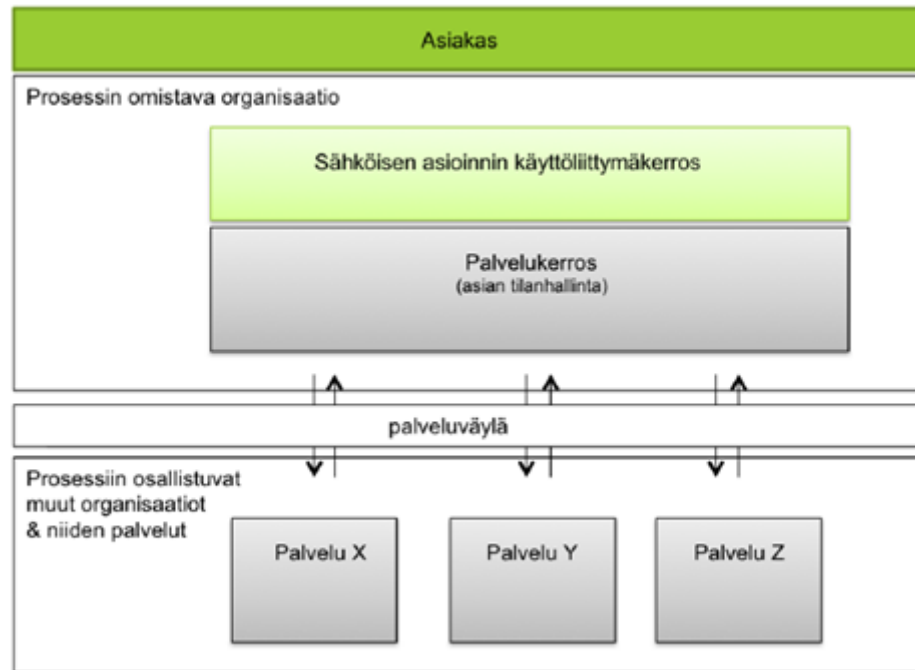 Asiakas
Prosessin omistava organisaatio
Sähköisen asioinnin käyttöliittymäkerros
Palvelukerros
(asian tilanhallinta)
palveluväylä
Prosessiin osallistuvat
muut organisaatiot
& niiden palvelut
Palvelu X
Palvelu Y
Palvelu Z